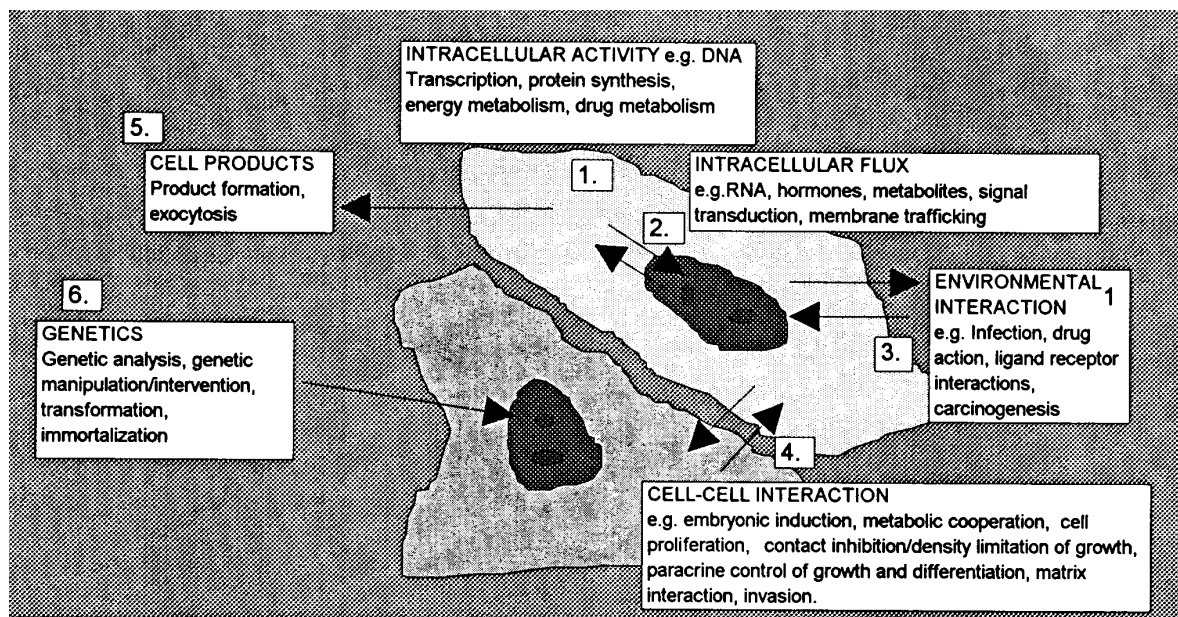 INTRACELLULAR ACTIVITY e.g. DNA
Transcription, protein synthesis,
energy metabolism, drug metabolism
5.
CELL PRODUCTS
Product formation,
exocytosis
1.
INTRACELLULAR FLUX
e.g.RNA, hormones, metabolites, signal
transduction, membrane trafficking
2.
6.
GENETICS
Genetic analysis, genetic
manipulation/intervention,
transformation,
immortalization
ENVIRONMENTAL
INTERACTION 1
e.g. Infection, drug
action, ligand receptor
interactions,
carcinogenesis
3.
4.
CELL-CELL INTERACTION
e.g. embryonic induction, metabolic cooperation, cell
proliferation, contact inhibition/density limitation of growth,
paracrine control of growth and differentiation, matrix
interaction, invasion.